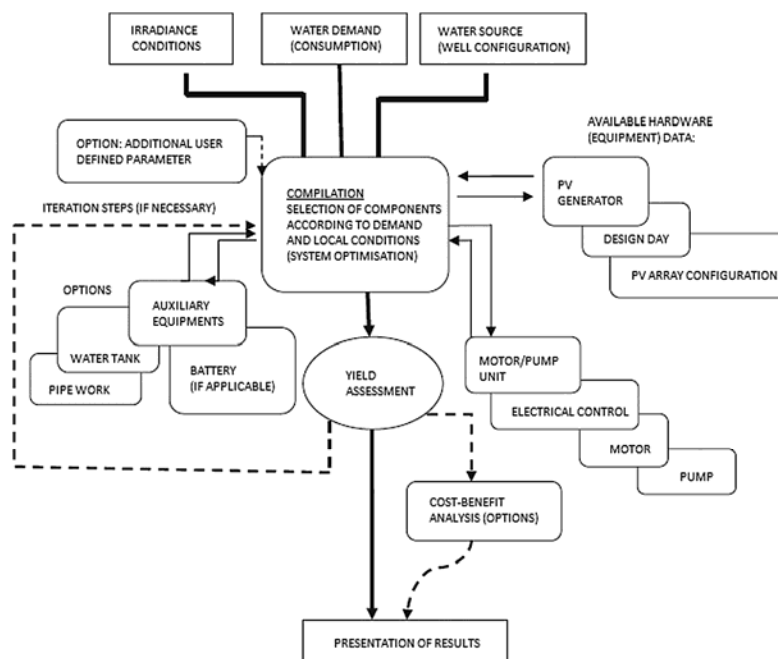 IRRADIANCE
CONDITIONS
WATER DEMAND
(CONSUMPTION)
WATER SOURCE
(WELL CONFIGURATION)
OPTION: ADDITIONAL USER
DEFINED PARAMETER
AVAILABLE HARDWARE
(EQUIPMENT) DATA:
COMPILATION
SELECTION OF COMPONENTS
ACCORDING TO DEMAND
AND LOCAL CONDITIONS
(SYSTEM OPTIMISATION)
PV
GENERATOR
DESIGN DAY
PV ARRAY CONFIGURATION
ITERATION STEPS (IF NECESSARY)
OPTIONS
AUXILIARY
EQUIPMENTS
WATER TANK
PIPE WORK
BATTERY
(IF APPLICABLE)
YIELD
ASSESSMENT
MOTOR/PUMP
UNIT
ELECTRICAL CONTROL
MOTOR
PUMP
COST-BENEFIT
ANALYSIS (OPTIONS)
PRESENTATION OF RESULTS